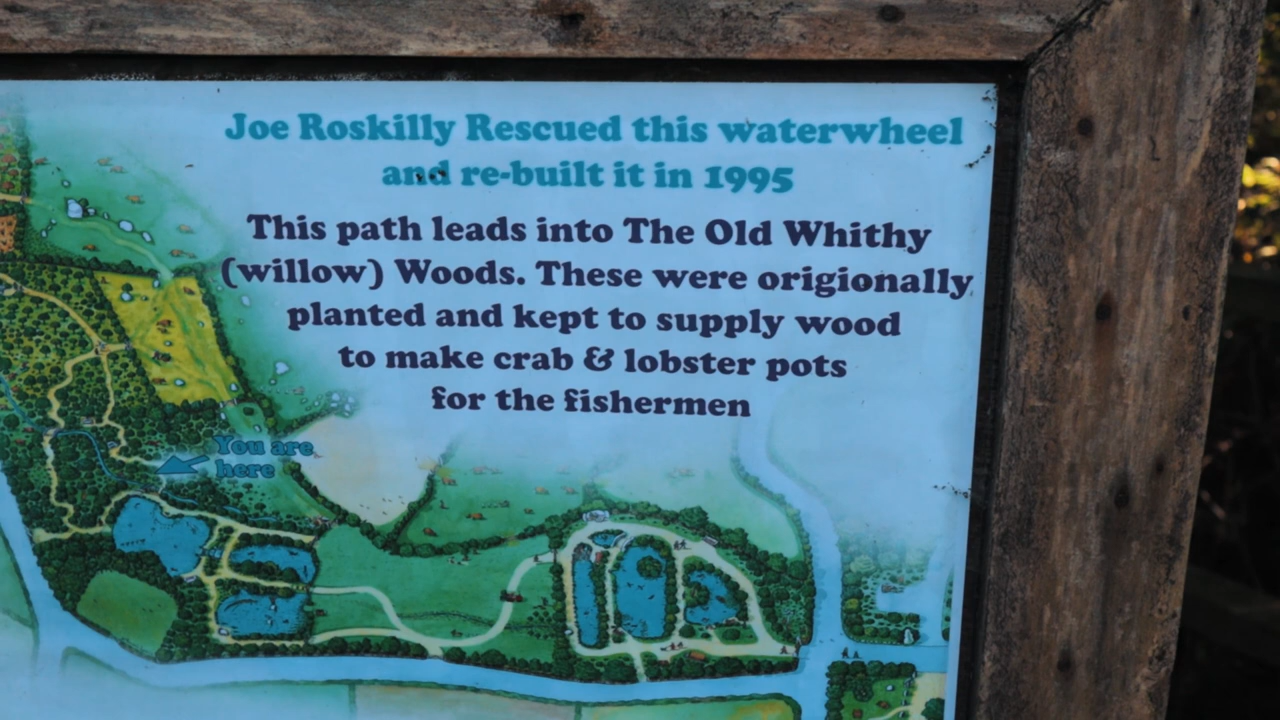 Joe Roskilly Rescued this waterwheel
and re-built it in 1995
This path leads into The Old Whithy
(willow) Woods. These were origionally
planted and kept to supply wood
to make crab & lobster pots
for the fishermen
You are
here